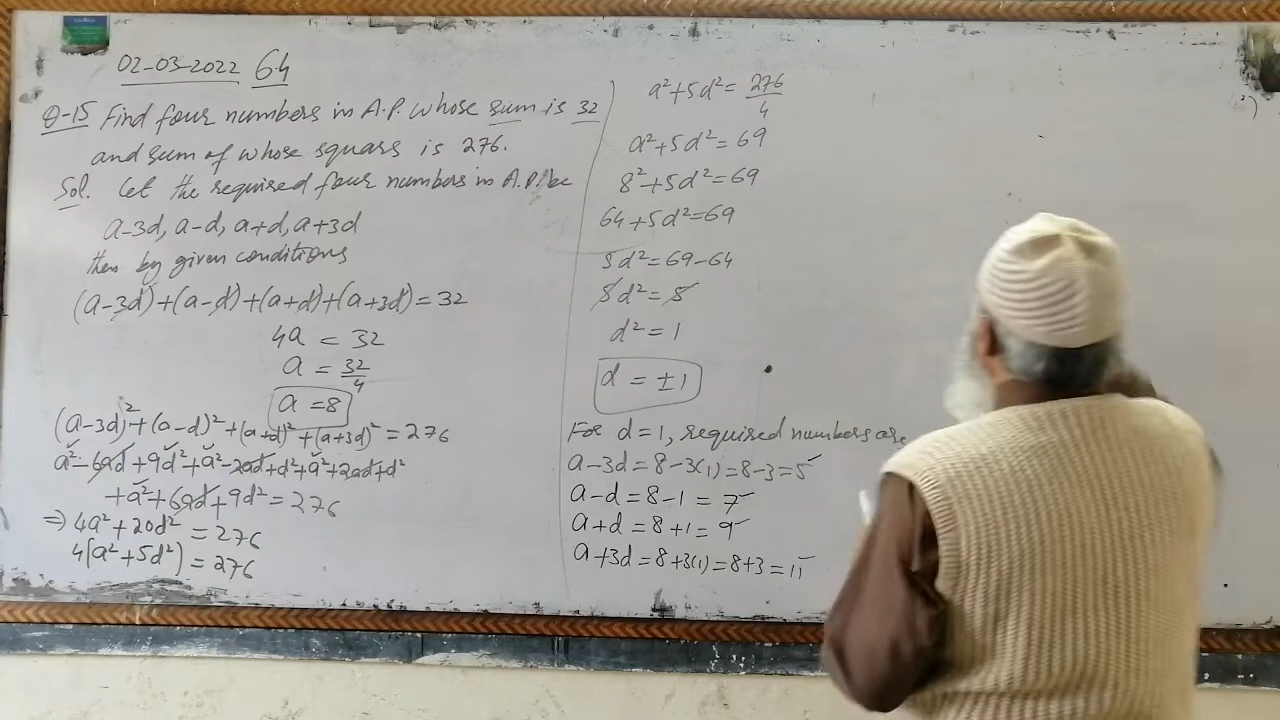 02-03-2022 6.4
Q-15 Find four numbers in A.P. whose sum is 32
and sum of whose squars is 276.
Sol. Let the required four numbers in A.P. be
a-3d, a-d, a+d, a+3d
then by given conditions
(a-3d)+(a-d)+(a+d)+(a+3d)=32
4a = 32
a = 32/4
a = 8
(a-3d)²+(a-d)²+(a+d)²+(a+3d)²=276
a²-6ad+9d²+a²-2ad+d²+a²+2ad+d²
+a²+6ad+9d²=276
⇒ 4a²+20d²=276
4(a²+5d²)=276
a²+5d²=276/4
a²+5d²=69
8²+5d²=69
64+5d²=69
5d²=69-64
5d²=5
d²=1
d=±1
For d=1, required numbers are
a-3d=8-3(1)=8-3=5
a-d=8-1=7
a+d=8+1=9
a+3d=8+3(1)=8+3=11